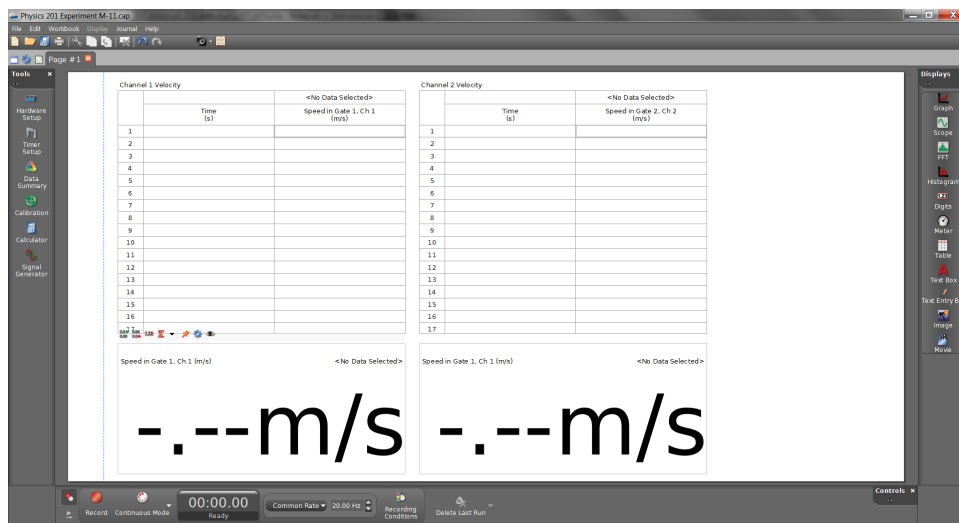 Physics 201 Experiment M-11.cap
File Edit Workbook Display Journal Help
Page #1
Tools
Hardware
Setup
Timer
Setup
Data
Summary
Calibration
Calculator
Signal
Generator
Channel 1 Velocity
<No Data Selected>
Time
(s)
Speed in Gate 1, Ch 1
(m/s)
1
2
3
4
5
6
7
8
9
10
11
12
13
14
15
16
17
Channel 2 Velocity
<No Data Selected>
Time
(s)
Speed in Gate 2, Ch 2
(m/s)
1
2
3
4
5
6
7
8
9
10
11
12
13
14
15
16
17
Speed in Gate 1, Ch 1 (m/s) <No Data Selected>
-.--m/s
Speed in Gate 1, Ch 1 (m/s) <No Data Selected>
-.--m/s
Displays
Graph
Scope
FFT
Histogram
Digits
Meter
Table
Text Box
Text Entry B
Image
Movie
Record
Continuous Mode
00:00.00
Ready
Common Rate
20.00 Hz
Recording
Conditions
Delete Last Run
Controls